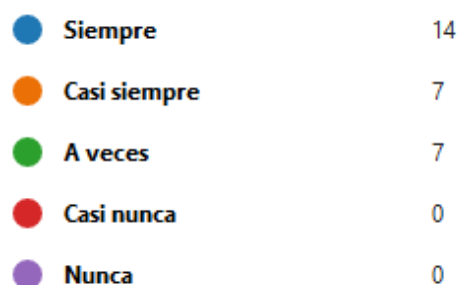 Siempre 14
Casi siempre 7
A veces 7
Casi nunca 0
Nunca 0